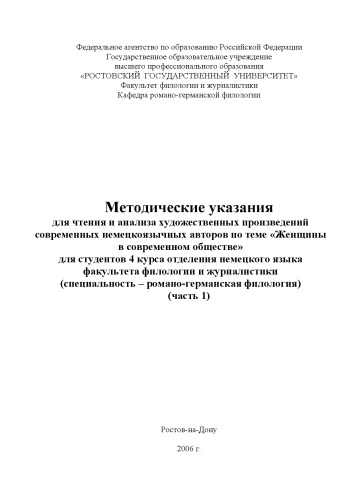 Федеральное агентство по образованию Российской Федерации
Государственное образовательное учреждение
высшего профессионального образования
«РОСТОВСКИЙ ГОСУДАРСТВЕННЫЙ УНИВЕРСИТЕТ»
Факультет филологии и журналистики
Кафедра романо-германской филологии
Методические указания
для чтения и анализа художественных произведений
современных немецкоязычных авторов по теме «Женщины
в современном обществе»
для студентов 4 курса отделения немецкого языка
факультета филологии и журналистики
(специальность – романо-германская филология)
(часть 1)
Ростов-на-Дону
2006 г.